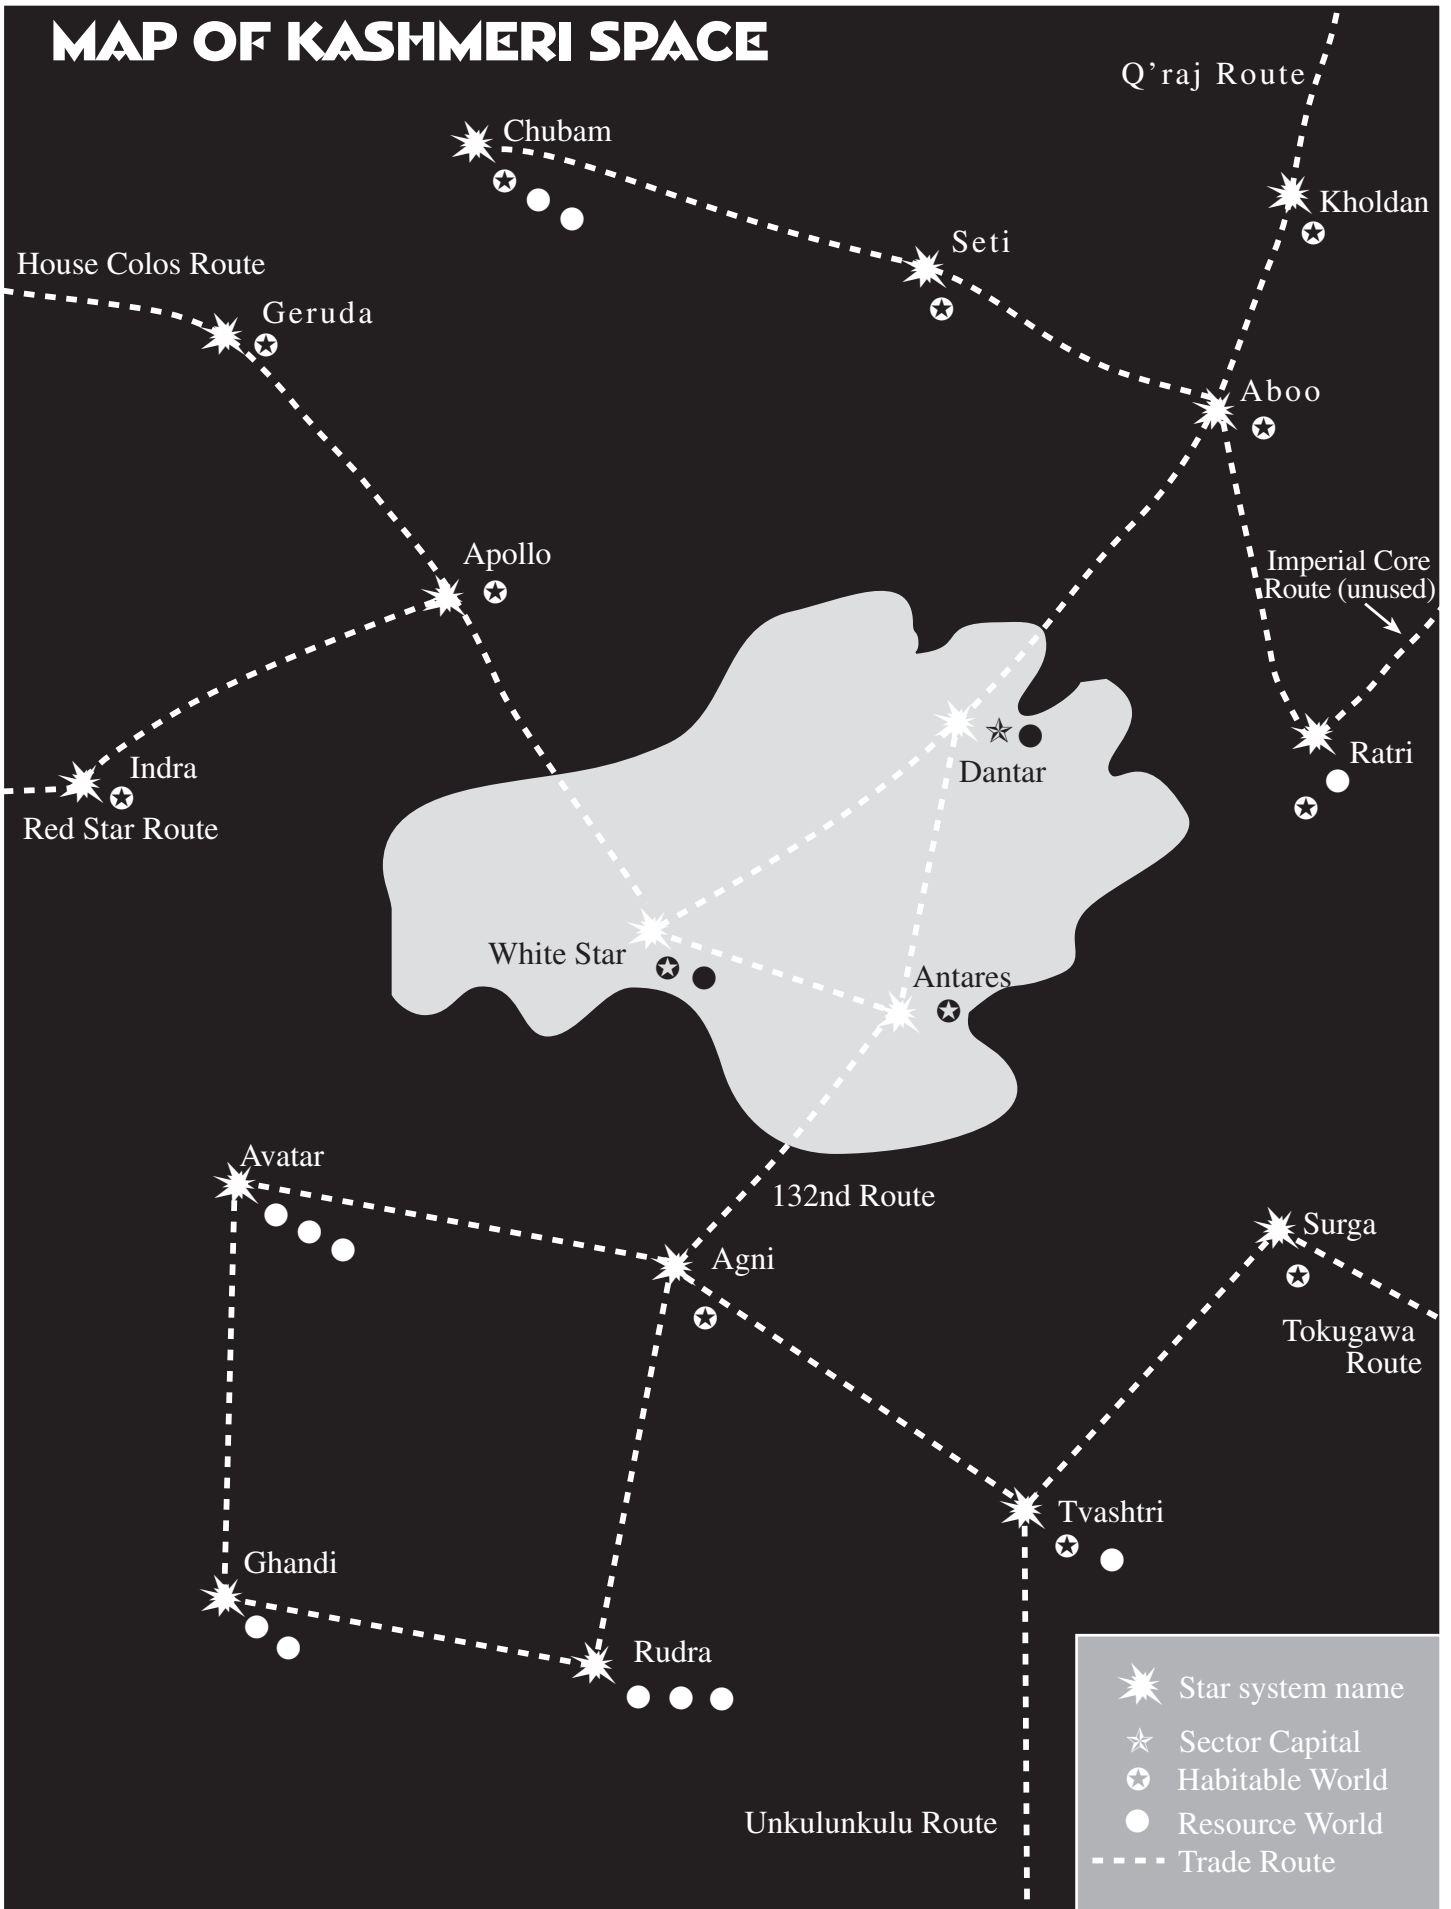 MAP OF KASHMERI SPACE
Q’raj Route
Chubam
Kholdan
Seti
House Colos Route
Geruda
Aboo
Apollo
Imperial Core
Route (unused)
Ratri
Indra
Dantar
Red Star Route
White Star
Antares
Avatar
132nd Route
Surga
Agni
Tokugawa
Route
Tvashtri
Ghandi
Rudra
Unkulunkulu Route
Star system name
Sector Capital
Habitable World
Resource World
Trade Route